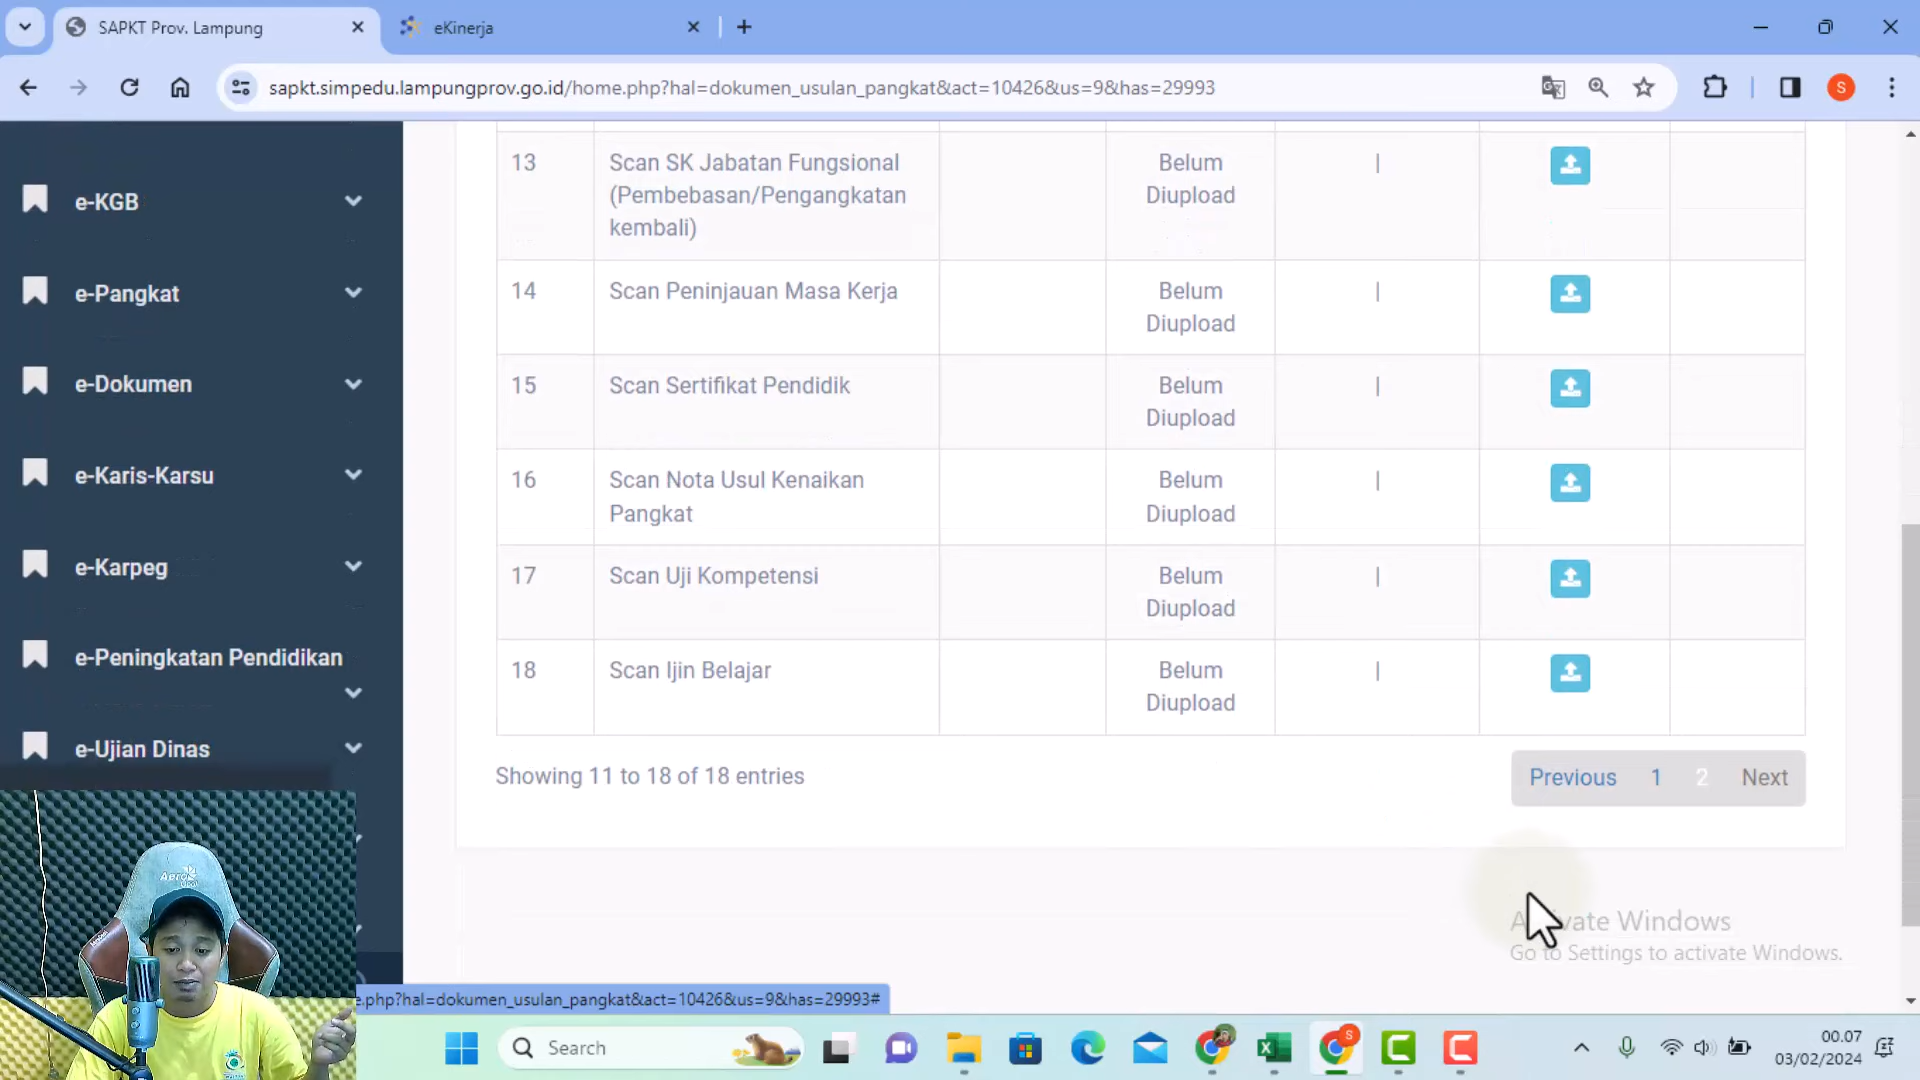 SAPKT Prov. Lampung
eKinerja
sapkt.simpedu.lampungprov.go.id/home.php?hal=dokumen_usulan_pangkat&act=10426&us=9&has=29993
S
e-KGB
e-Pangkat
e-Dokumen
e-Karis-Karsu
e-Karpeg
e-Peningkatan Pendidikan
e-Ujian Dinas
13 Scan SK Jabatan Fungsional Belum |
(Pembebasan/Pengangkatan Diupload
kembali)
14 Scan Peninjauan Masa Kerja Belum |
Diupload
15 Scan Sertifikat Pendidik Belum |
Diupload
16 Scan Nota Usul Kenaikan Belum |
Pangkat Diupload
17 Scan Uji Kompetensi Belum |
Diupload
18 Scan Ijin Belajar Belum |
Diupload
Showing 11 to 18 of 18 entries
Previous 1 2 Next
Activate Windows
Go to Settings to activate Windows.
e.php?hal=dokumen_usulan_pangkat&act=10426&us=9&has=29993#
Search
S
00.07
03/02/2024